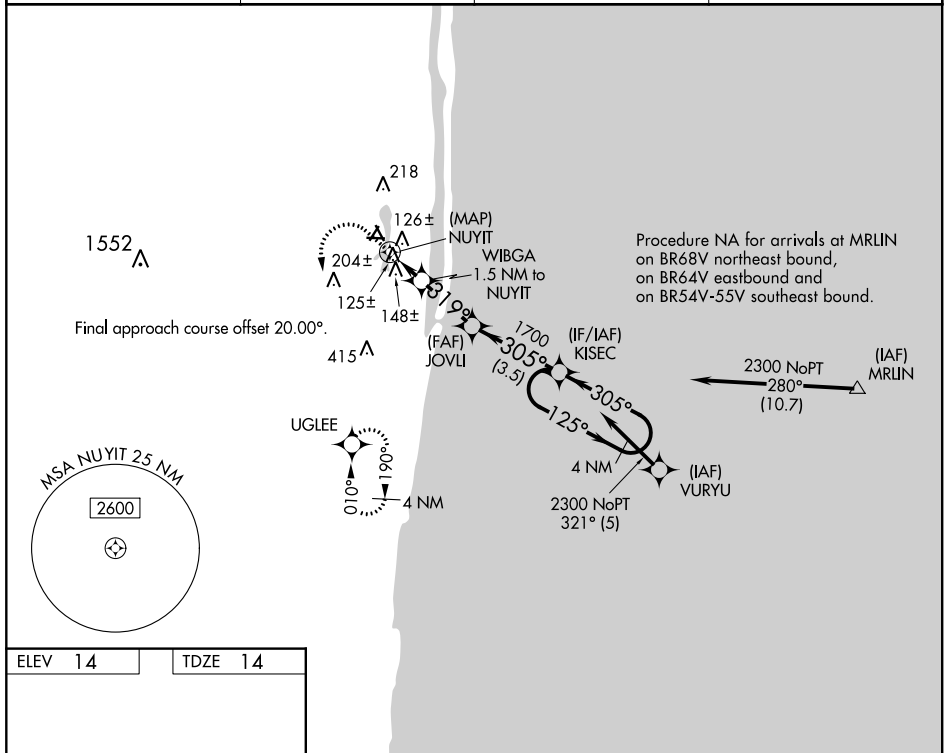 218
126±
(MAP)
NUYIT
1552
204±
WIBGA
1.5 NM to
NUYIT
125±
148±
319°
Procedure NA for arrivals at MRLIN
on BR68V northeast bound,
on BR64V eastbound and
on BR54V-55V southeast bound.
Final approach course offset 20.00°.
415
(FAF)
JOVLI
1700
305°
(3.5)
(IF/IAF)
KISEC
2300 NoPT
280°
(10.7)
(IAF)
MRLIN
305°
125°
4 NM
(IAF)
VURYU
2300 NoPT
321° (5)
UGLEE
010°
190°
4 NM
MSA NUYIT 25 NM
2600
ELEV 14
TDZE 14